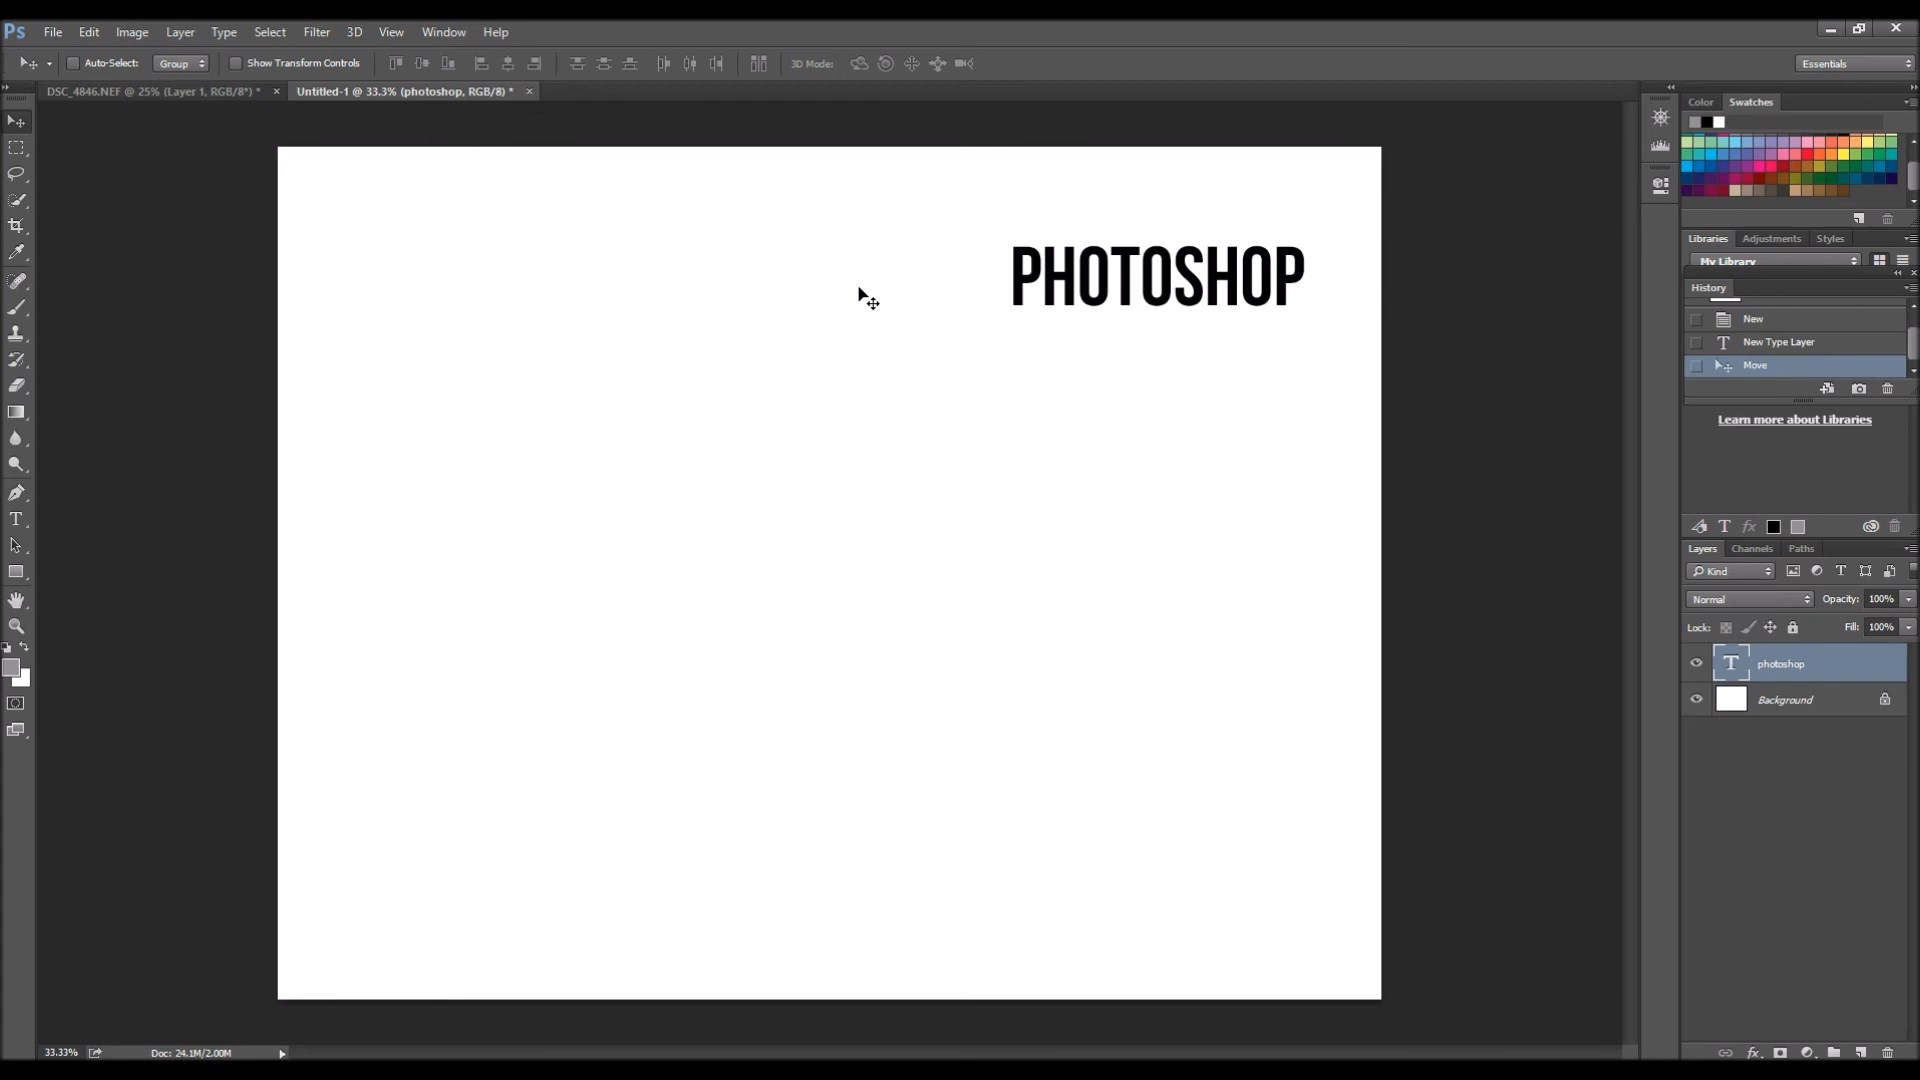 Ps File Edit Image Layer Type Select Filter 3D View Window Help
Auto-Select: Group Show Transform Controls 3D Mode: Essentials
DSC_4846.NEF @ 25% (Layer 1, RGB/8*) * × Untitled-1 @ 33.3% (photoshop, RGB/8) * ×
Color Swatches
Libraries Adjustments Styles
My Library
History
New
New Type Layer
Move
Learn more about Libraries
PHOTOSHOP
Layers Channels Paths
Kind
Normal Opacity: 100%
Lock: Fill: 100%
photoshop
Background
33.33% Doc: 24.1M/2.00M